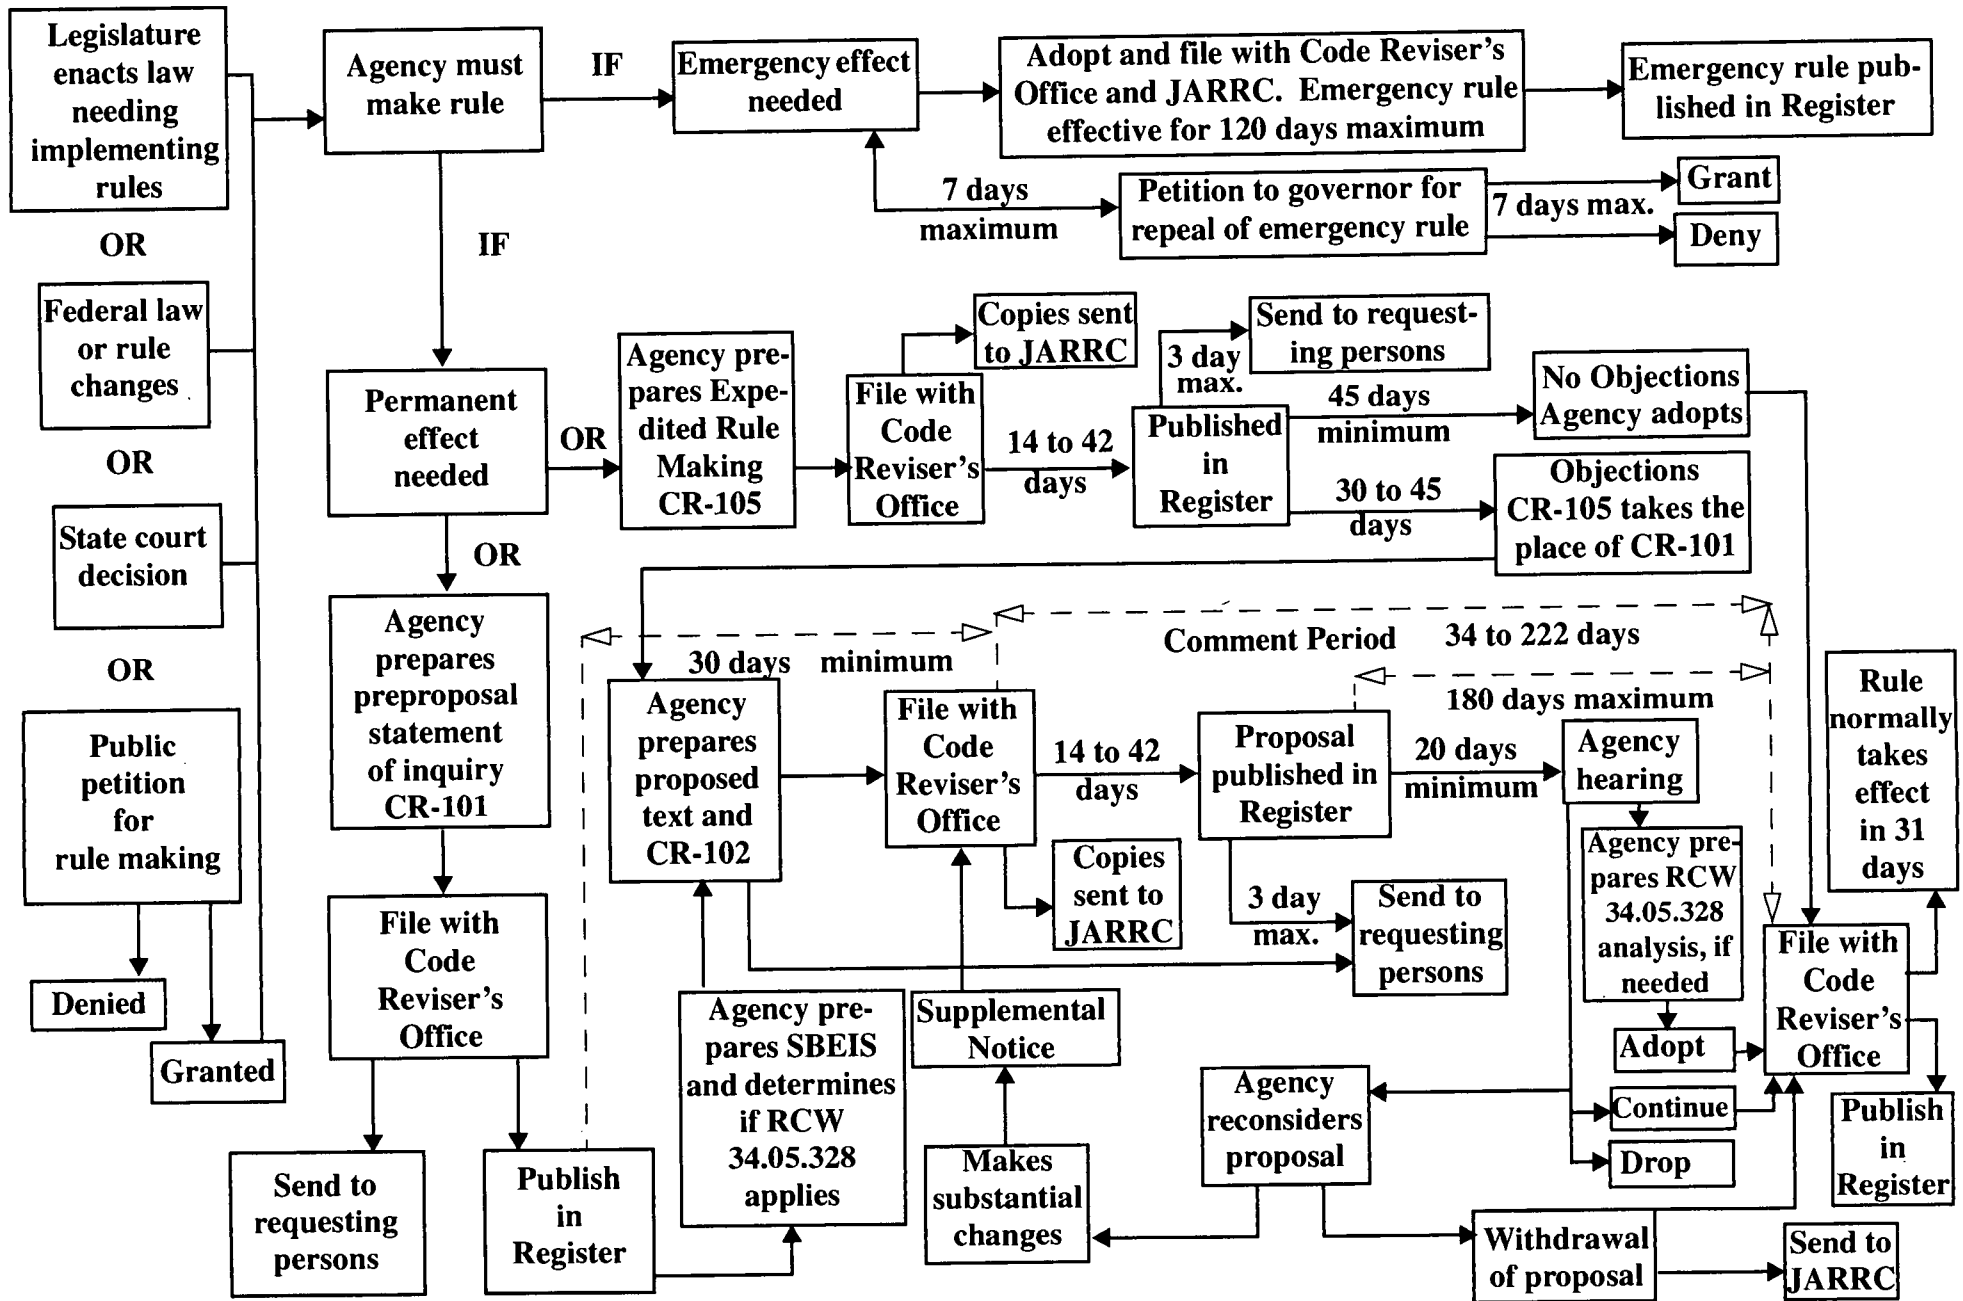 Legislature
enacts law
needing
implementing
rules
OR
Federal law
or rule
changes
OR
State court
decision
OR
Public
petition
for
rule making
Denied
Granted
Agency must
make rule
IF
Emergency effect
needed
Adopt and file with Code Reviser's
Office and JARRC. Emergency rule
effective for 120 days maximum
Emergency rule pub-
lished in Register
7 days
maximum
Petition to governor for
repeal of emergency rule
7 days max.
Grant
Deny
IF
Permanent
effect
needed
OR
Agency pre-
pares Expe-
dited Rule
Making
CR-105
File with
Code
Reviser's
Office
Copies sent
to JARRC
14 to 42
days
Published
in
Register
3 day
max.
Send to request-
ing persons
45 days
minimum
No Objections
Agency adopts
30 to 45
days
Objections
CR-105 takes the
place of CR-101
OR
Agency
prepares
preproposal
statement
of inquiry
CR-101
File with
Code
Reviser's
Office
Send to
requesting
persons
Publish
in
Register
30 days minimum
Comment Period 34 to 222 days
180 days maximum
Agency
prepares
proposed
text and
CR-102
Agency pre-
pares SBEIS
and determines
if RCW
34.05.328
applies
File with
Code
Reviser's
Office
Copies
sent to
JARRC
Supplemental
Notice
Makes
substantial
changes
14 to 42
days
Proposal
published in
Register
3 day
max.
Send to
requesting
persons
20 days
minimum
Agency
hearing
Agency pre-
pares RCW
34.05.328
analysis, if
needed
Adopt
Continue
Drop
Agency
reconsiders
proposal
Withdrawal
of proposal
Send to
JARRC
File with
Code
Reviser's
Office
Rule
normally
takes
effect
in 31
days
Publish
in
Register